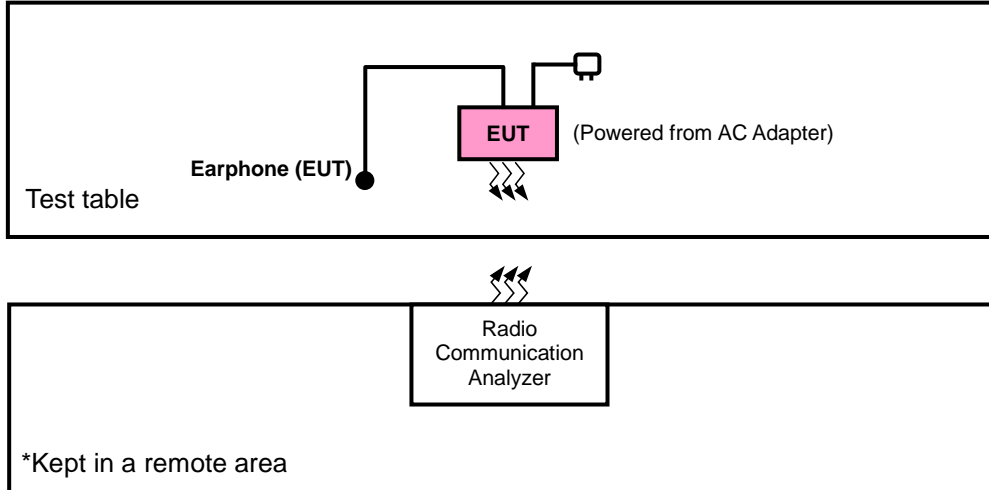 EUT
(Powered from AC Adapter)
Earphone (EUT)
Test table
Radio
Communication
Analyzer
*Kept in a remote area